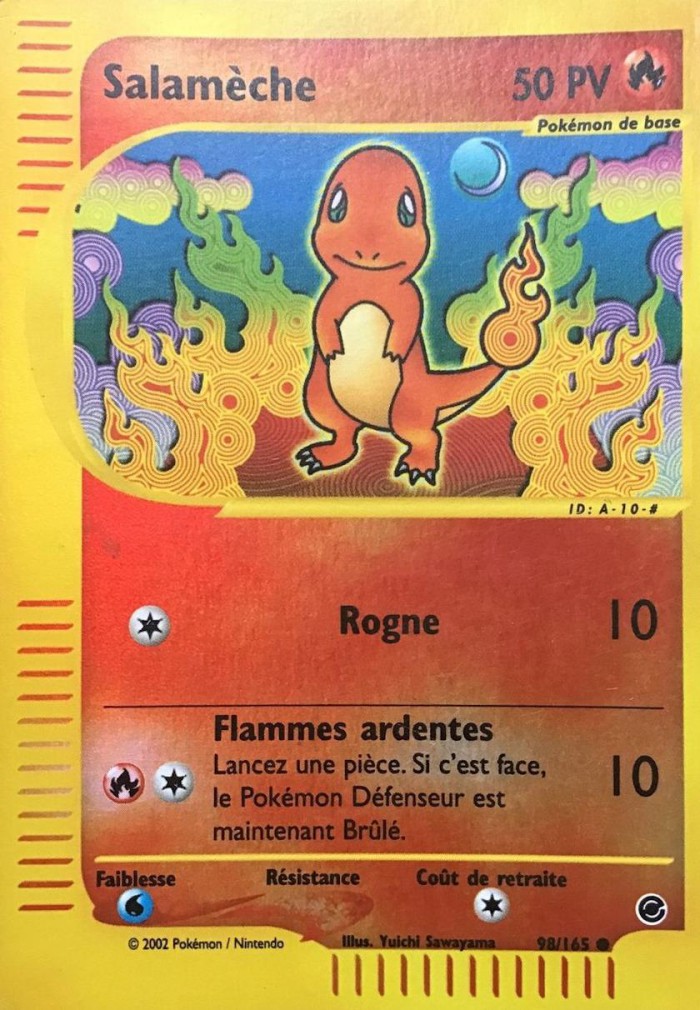 Salamèche 50 PV
Pokémon de base
ID: A-10-#
Rogne 10
Flammes ardentes
Lancez une pièce. Si c'est face,
le Pokémon Défenseur est
maintenant Brûlé.
10
Faiblesse Résistance Coût de retraite
© 2002 Pokémon / Nintendo Illus. Yuichi Sawayama 98/165